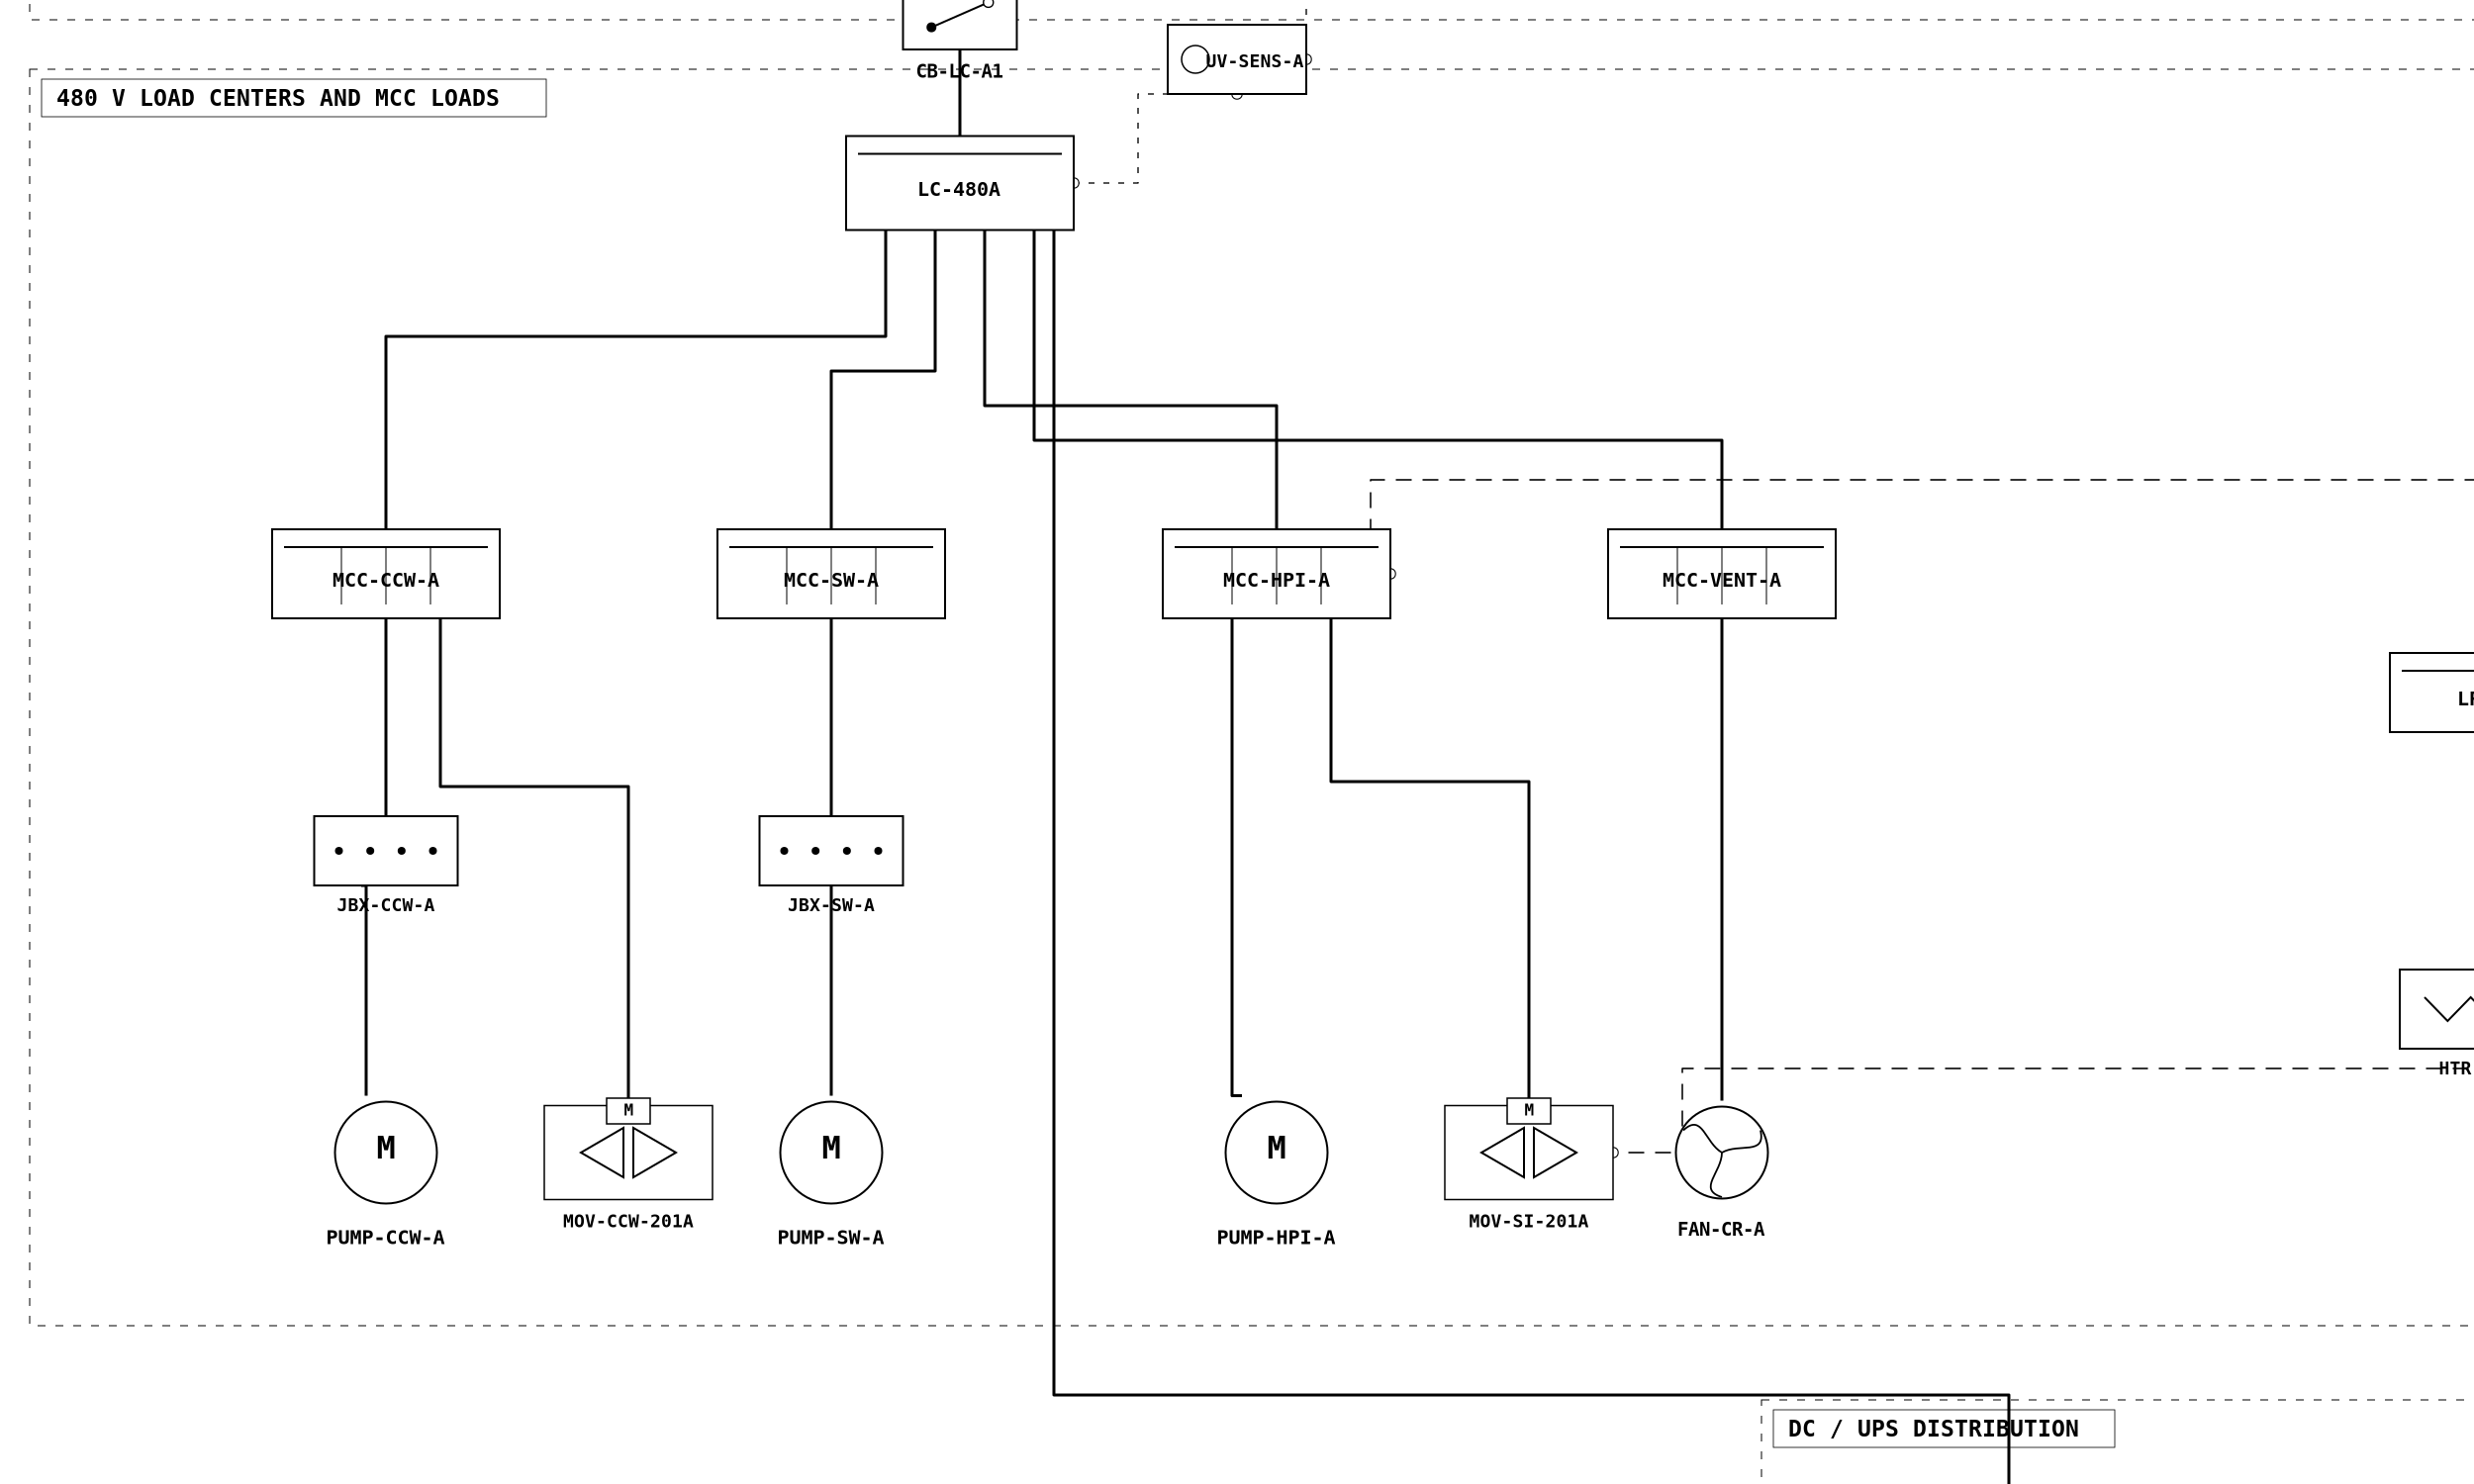 UV-SENS-A
CB-LC-A1
480 V LOAD CENTERS AND MCC LOADS
LC-480A
MCC-CCW-A
MCC-SW-A
MCC-HPI-A
MCC-VENT-A
JBX-CCW-A
JBX-SW-A
HTR
M
M
M
M
M
MOV-CCW-201A
MOV-SI-201A
FAN-CR-A
PUMP-CCW-A
PUMP-SW-A
PUMP-HPI-A
DC / UPS DISTRIBUTION